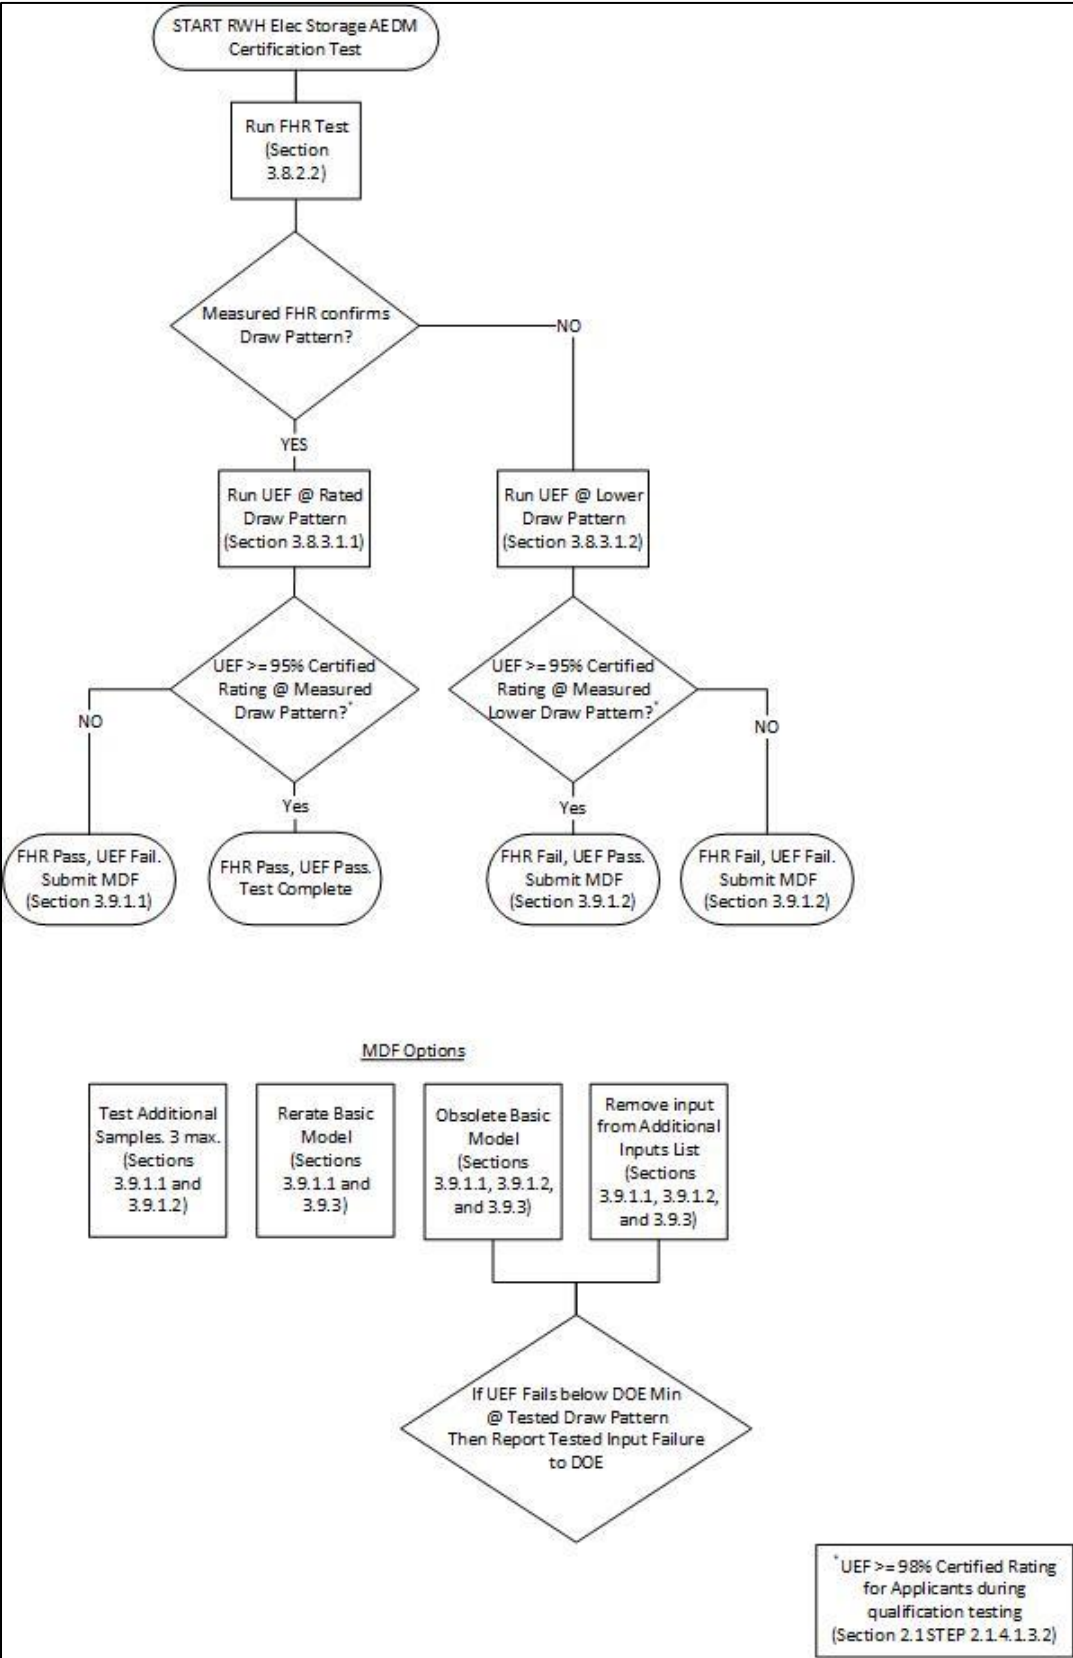 START RWH Elec Storage AEDM
Certification Test
Run FHR Test
(Section
3.8.2.2)
Measured FHR confirms
Draw Pattern?
NO
YES
Run UEF @ Rated
Draw Pattern
(Section 3.8.3.1.1)
Run UEF @ Lower
Draw Pattern
(Section 3.8.3.1.2)
UEF >= 95% Certified
Rating @ Measured
Draw Pattern?*
UEF >= 95% Certified
Rating @ Measured
Lower Draw Pattern?*
NO
NO
Yes
Yes
FHR Pass, UEF Fail.
Submit MDF
(Section 3.9.1.1)
FHR Pass, UEF Pass.
Test Complete
FHR Fail, UEF Pass.
Submit MDF
(Section 3.9.1.2)
FHR Fail, UEF Fail.
Submit MDF
(Section 3.9.1.2)
MDF Options
Test Additional
Samples. 3 max.
(Sections
3.9.1.1 and
3.9.1.2)
Rerate Basic
Model
(Sections
3.9.1.1 and
3.9.3)
Obsolete Basic
Model
(Sections
3.9.1.1, 3.9.1.2,
and 3.9.3)
Remove input
from Additional
Inputs List
(Sections
3.9.1.1, 3.9.1.2,
and 3.9.3)
If UEF Fails below DOE Min
@ Tested Draw Pattern
Then Report Tested Input Failure
to DOE
*UEF >= 98% Certified Rating
for Applicants during
qualification testing
(Section 2.1 STEP 2.1.4.1.3.2)